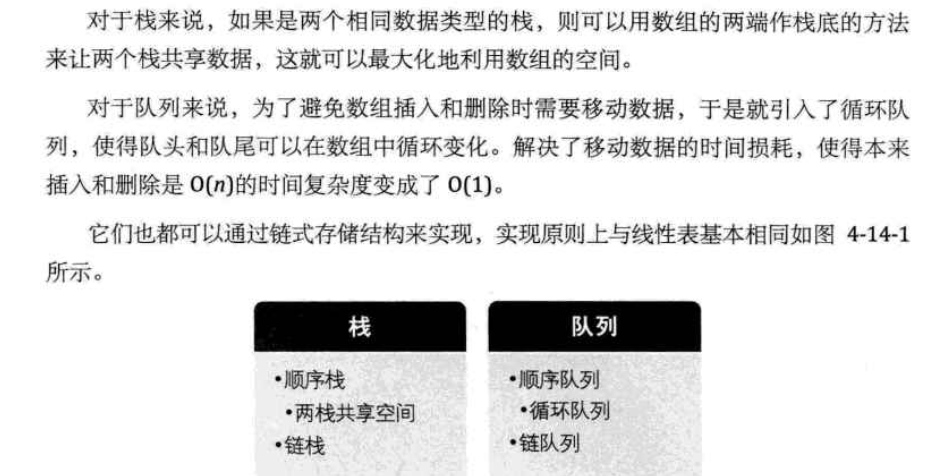 对于栈来说，如果是两个相同数据类型的栈，则可以用数组的两端作栈底的方法
来让两个栈共享数据，这就可以最大化地利用数组的空间。
对于队列来说，为了避免数组插入和删除时需要移动数据，于是就引入了循环队
列，使得队头和队尾可以在数组中循环变化。解决了移动数据的时间损耗，使得本来
插入和删除是 O(n)的时间复杂度变成了 O(1)。
它们也都可以通过链式存储结构来实现，实现原则上与线性表基本相同如图 4-14-1
所示。
栈
•顺序栈
•两栈共享空间
•链栈
队列
•顺序队列
•循环队列
•链队列